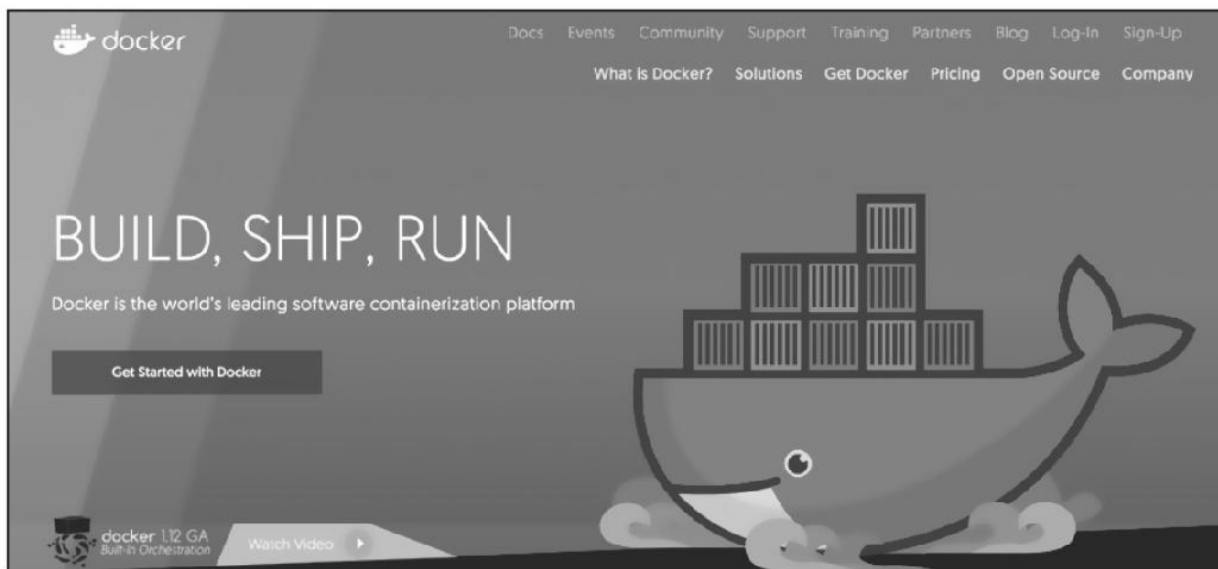 docker
Docs Events Community Support Training Partners Blog Log-In Sign-Up
What is Docker? Solutions Get Docker Pricing Open Source Company
BUILD, SHIP, RUN
Docker is the world's leading software containerization platform
Get Started with Docker
docker 1.12 GA
Built-In Orchestration
Watch Video